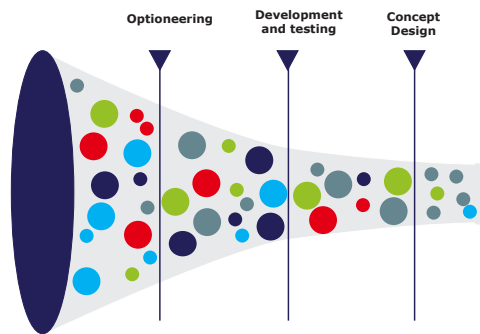 Optioneering
Development
and testing
Concept
Design